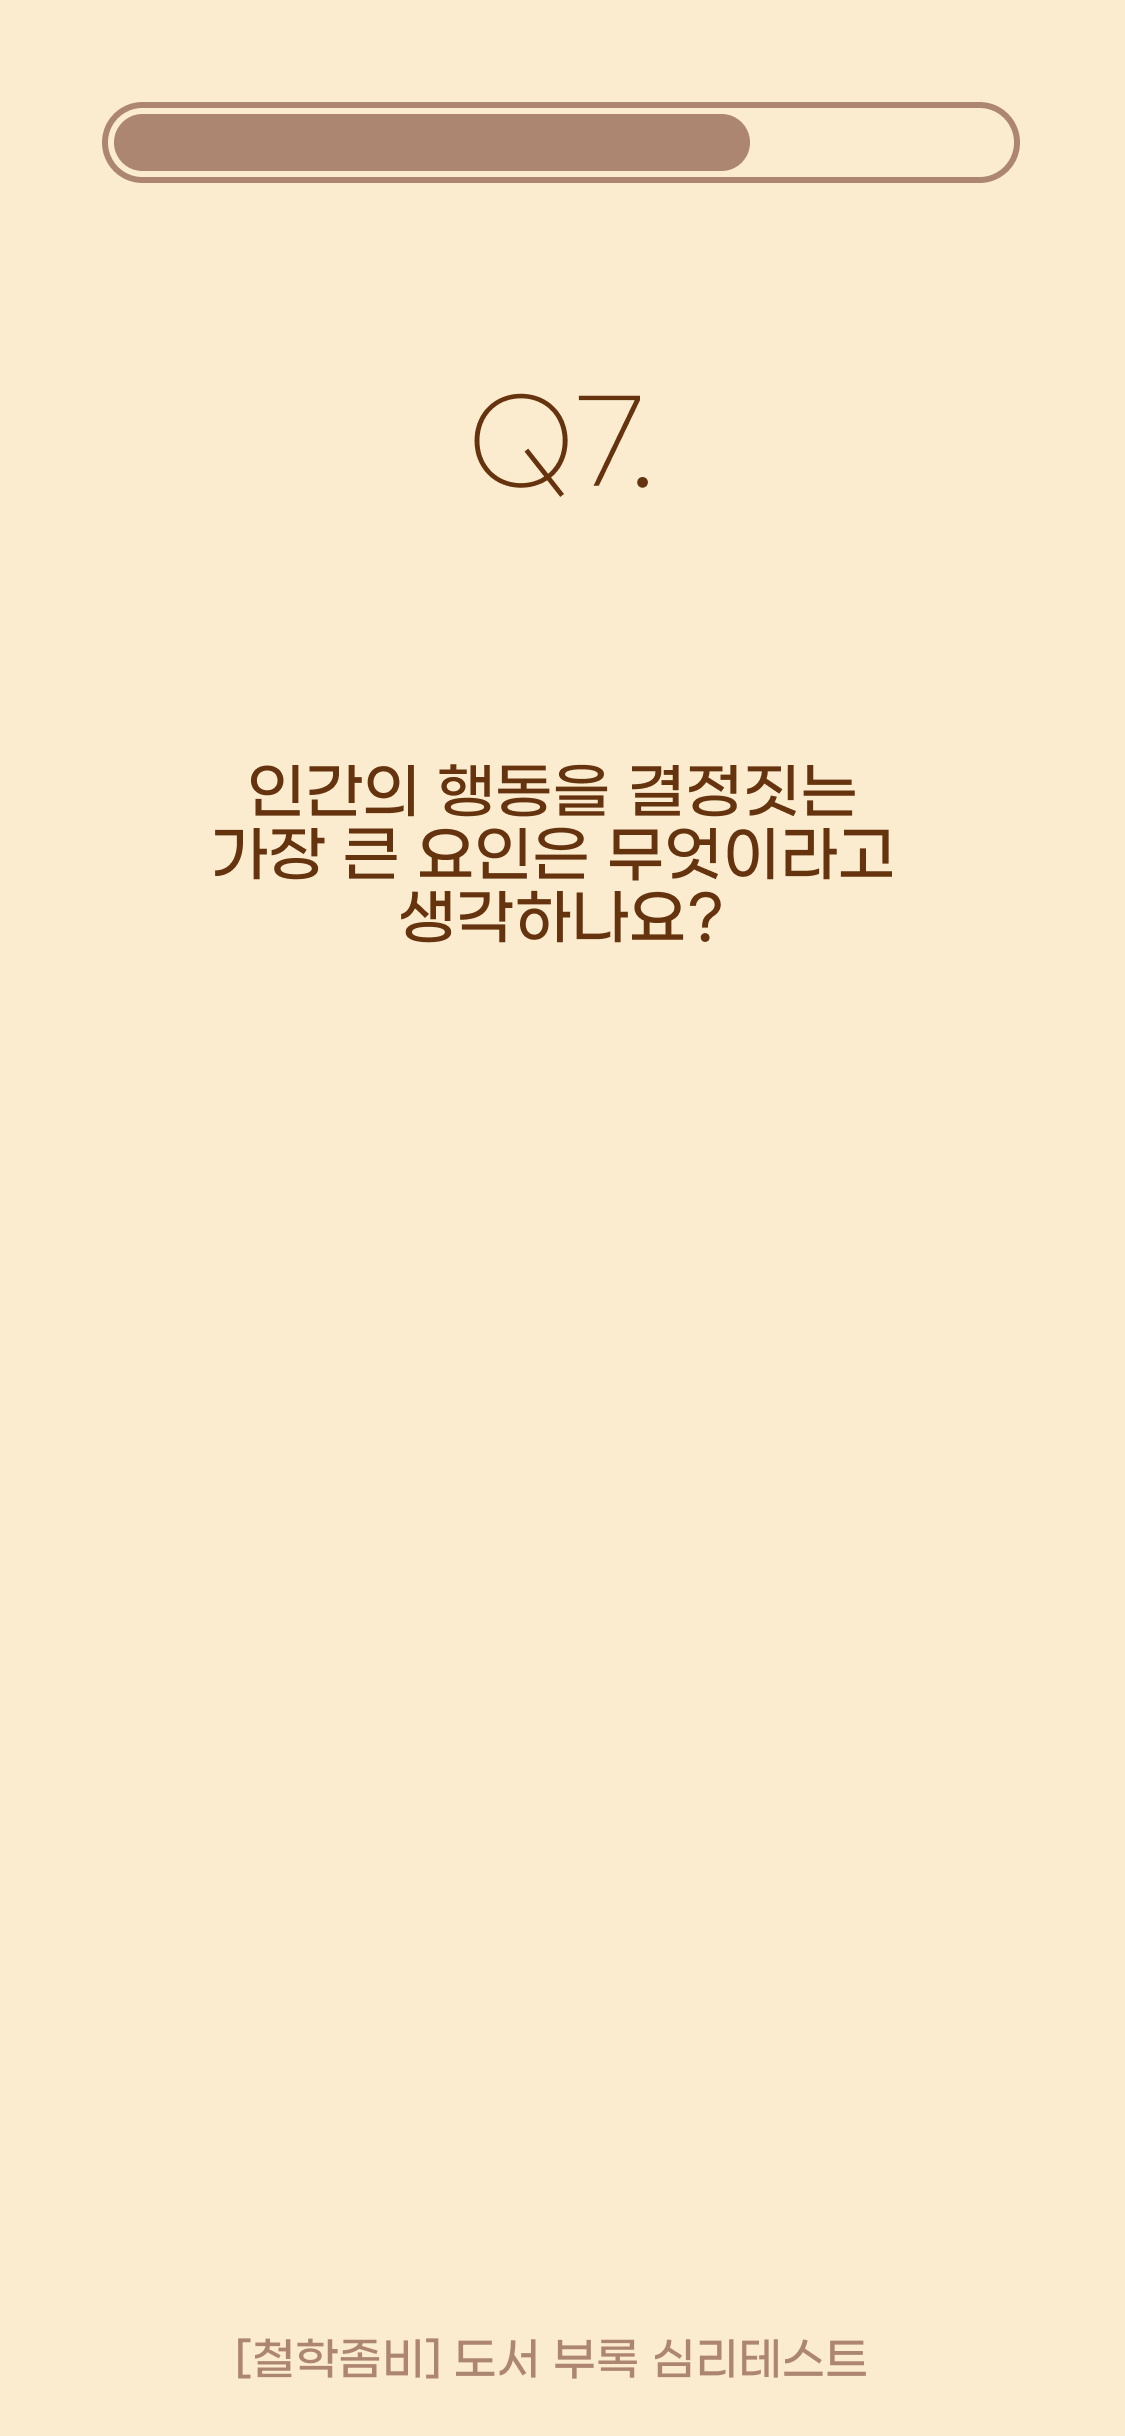 Q7.
인간의 행동을 결정짓는
가장 큰 요인은 무엇이라고
생각하나요?
[철학좀비] 도서 부록 심리테스트